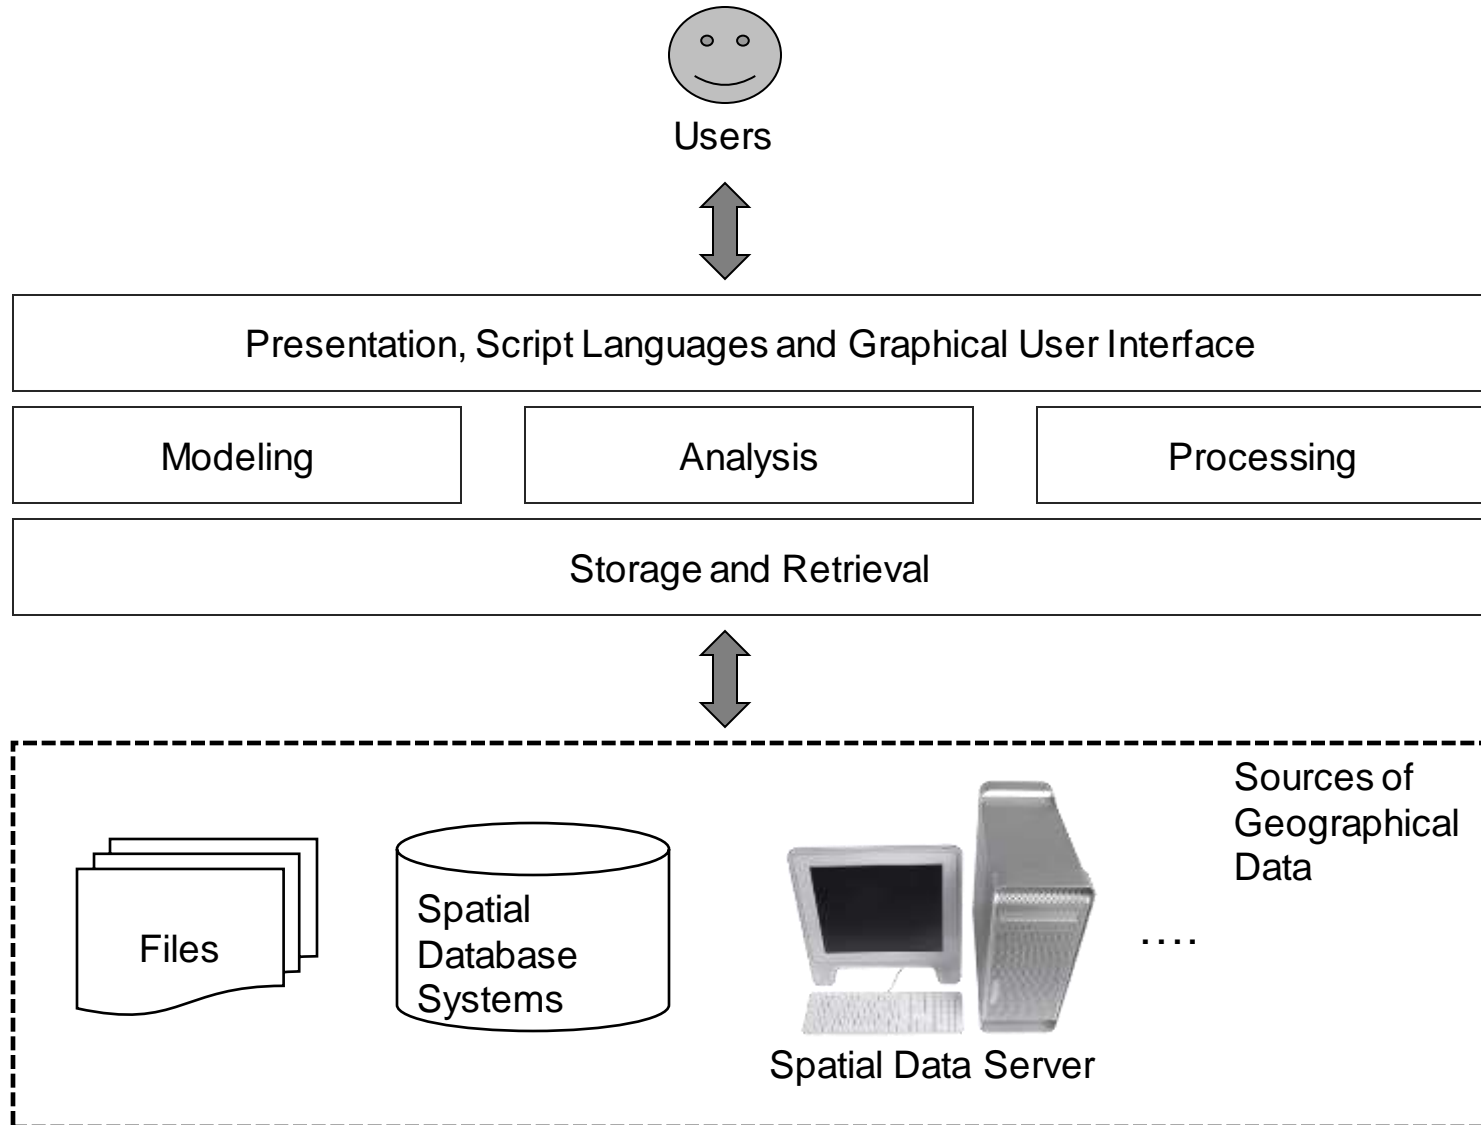 Users
Presentation, Script Languages and Graphical User Interface
Modeling
Analysis
Processing
Storage and Retrieval
Sources of
Geographical
Data
Files
Spatial
Database
Systems
....
Spatial Data Server